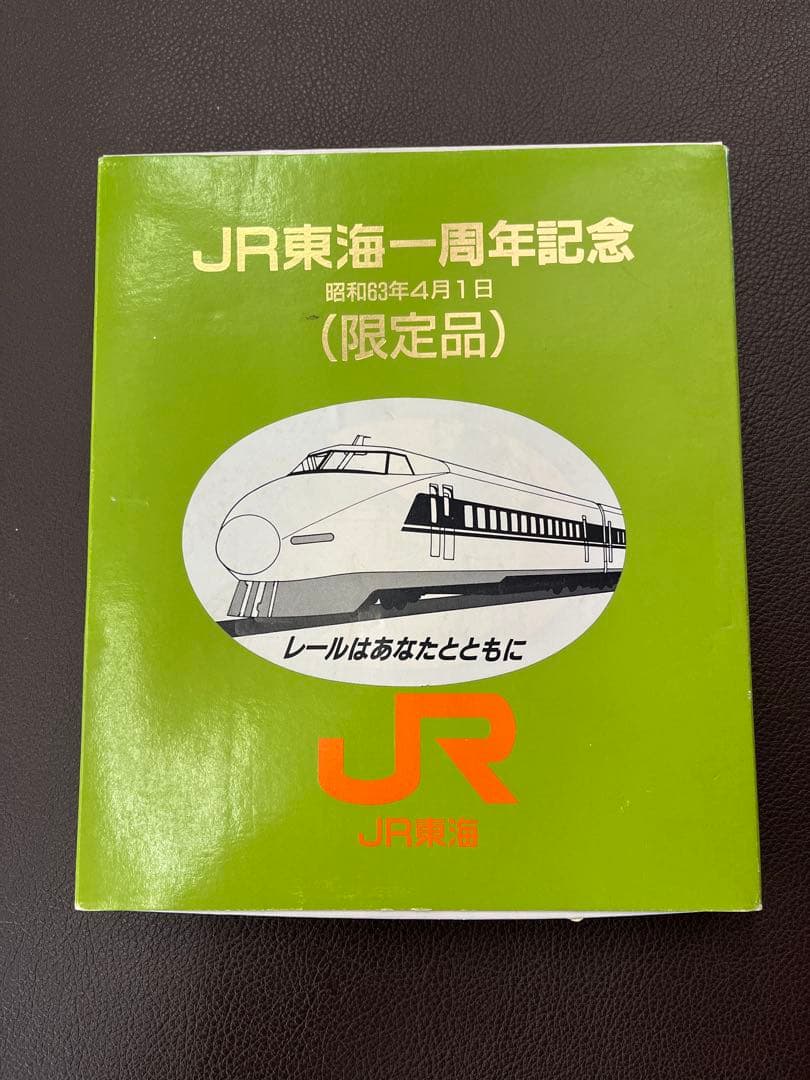 JR東海一周年記念
昭和63年4月1日
（限定品）
レールはあなたとともに
JR
JR東海